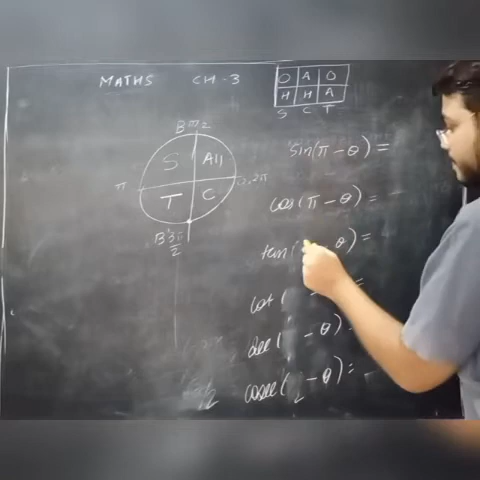 MATHS CH-3
O A O
H H A
S C T
B π/2
S All
π 0, 2π
T C
B' 3π/2
sin(π - θ) =
cos(π - θ) = -
tan( - θ) = -
cot ( - =
sec( - θ) =
cosec( - θ) = -